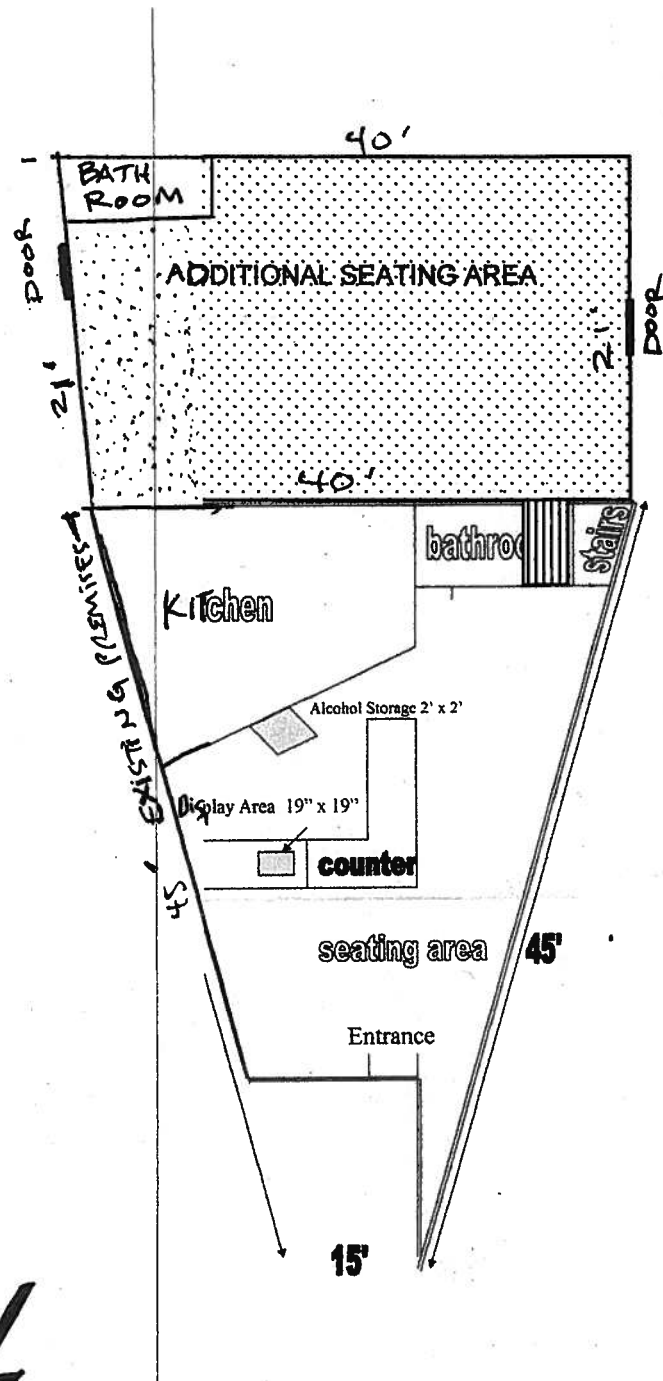 40'
BATH
ROOM
DOOR
ADDITIONAL SEATING AREA
DOOR
21'
21'
40'
EXISTING PREMISES
bathroo
stairs
KITchen
Alcohol Storage 2' x 2'
Display Area 19" x 19"
counter
45'
seating area
45'
Entrance
15'